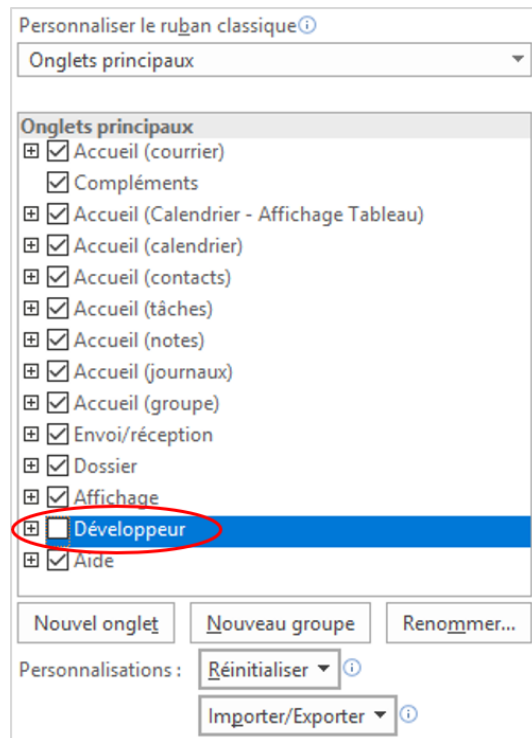 Personnaliser le ruban classique
Onglets principaux
Onglets principaux
Accueil (courrier)
Compléments
Accueil (Calendrier - Affichage Tableau)
Accueil (calendrier)
Accueil (contacts)
Accueil (tâches)
Accueil (notes)
Accueil (journaux)
Accueil (groupe)
Envoi/réception
Dossier
Affichage
Développeur
Aide
Nouvel onglet Nouveau groupe Renommer...
Personnalisations : Réinitialiser
Importer/Exporter